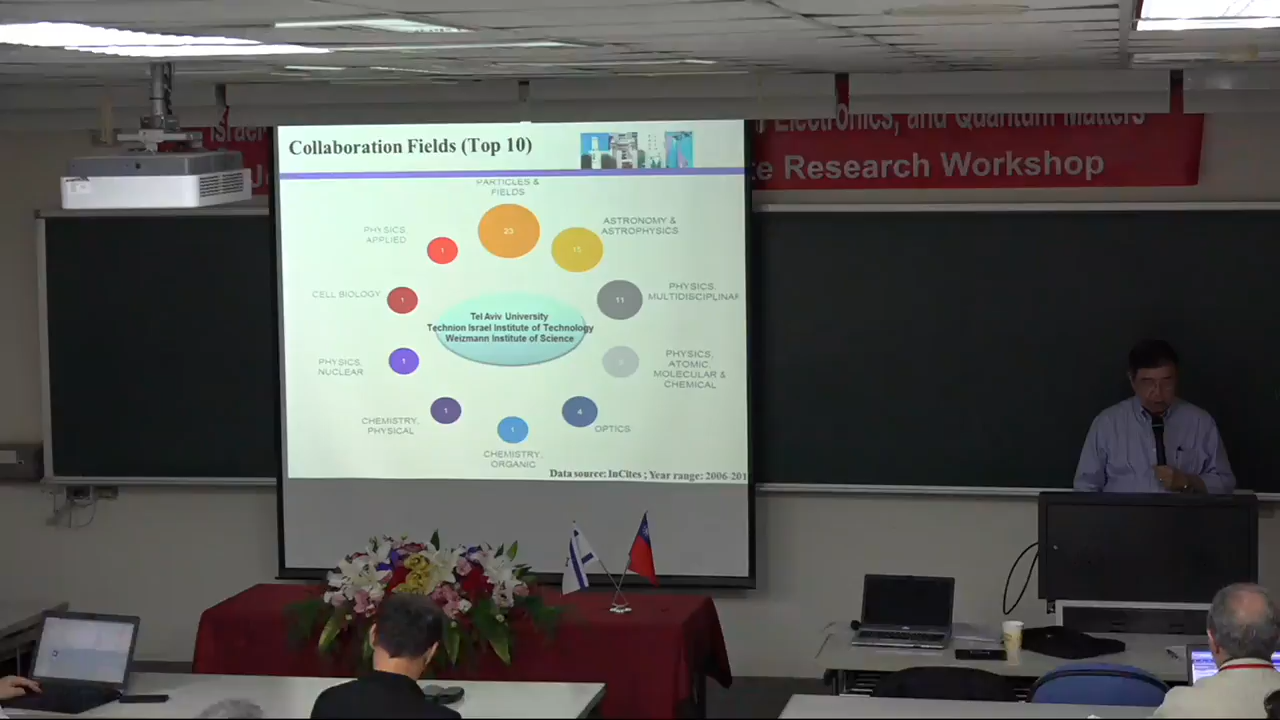 Israel
Electronics, and Quantum Matters
Research Workshop
Collaboration Fields (Top 10)
PARTICLES &
FIELDS
23
ASTRONOMY &
ASTROPHYSICS
PHYSICS,
APPLIED
1
PHYSICS,
MULTIDISCIPLINAR
11
CELL BIOLOGY
1
Tel Aviv University
Technion Israel Institute of Technology
Weizmann Institute of Science
PHYSICS,
NUCLEAR
1
PHYSICS,
ATOMIC,
MOLECULAR &
CHEMICAL
CHEMISTRY,
PHYSICAL
1
4
OPTICS
1
CHEMISTRY,
ORGANIC
Data source: InCites ; Year range: 2006-201